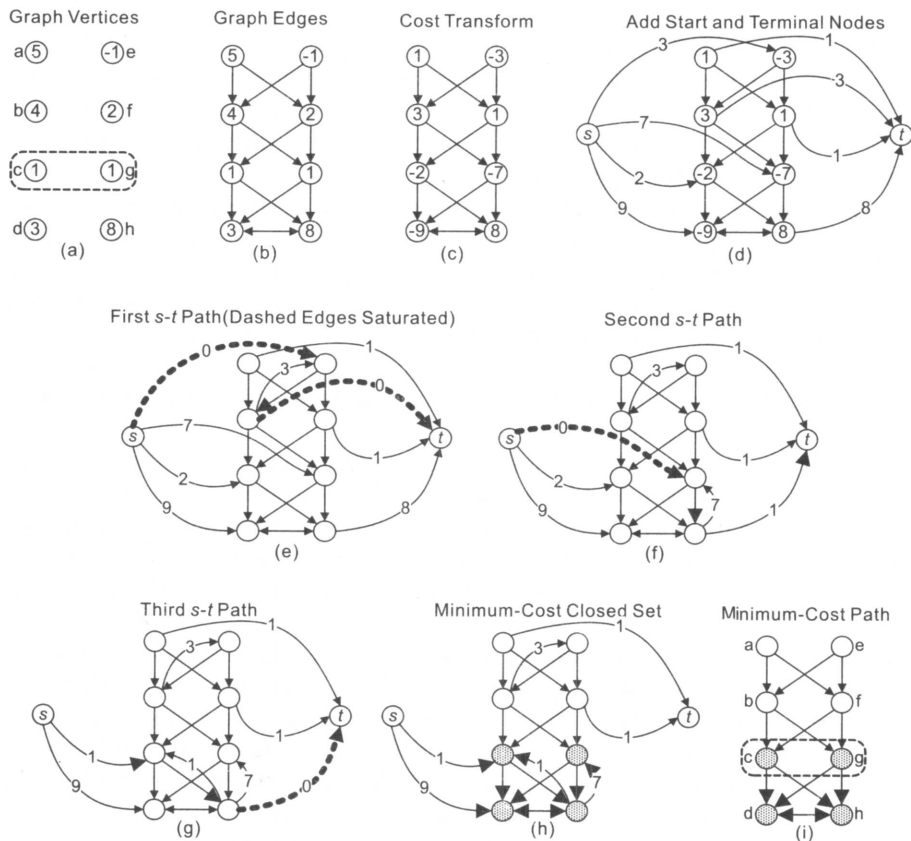 Graph Vertices Graph Edges Cost Transform Add Start and Terminal Nodes
a 5 -1 e
b 4 2 f
c 1 1 g
d 3 8 h
(a)
5 -1
4 2
1 1
3 8
(b)
1 -3
3 1
-2 -7
-9 8
(c)
3 1 -3 1
3 1 -3
s 7 t
2 -2 -7 1
9 -9 8 8
(d)
First s-t Path(Dashed Edges Saturated) Second s-t Path
0 3 1
0
s 7 t
2 1
9 8
(e)
3 1
s 0 t
2 1
9 7 1
(f)
Third s-t Path Minimum-Cost Closed Set Minimum-Cost Path
3 1
s t
1 1 1
9 7 0
(g)
3 1
s t
1 1 1
9 7
(h)
a e
b f
c g
d h
(i)